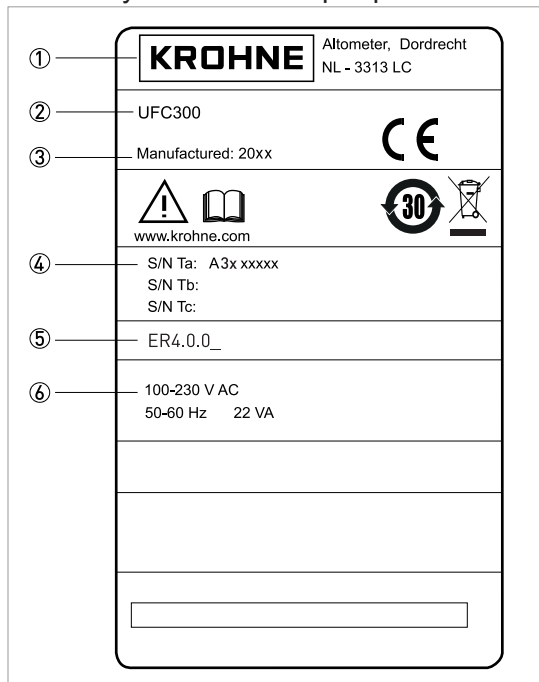 ① KROHNE Altometer, Dordrecht
NL - 3313 LC
② UFC300
③ Manufactured: 20xx
CE
30
www.krohne.com
④ S/N Ta: A3x xxxxx
S/N Tb:
S/N Tc:
⑤ ER4.0.0_
⑥ 100-230 V AC
50-60 Hz 22 VA